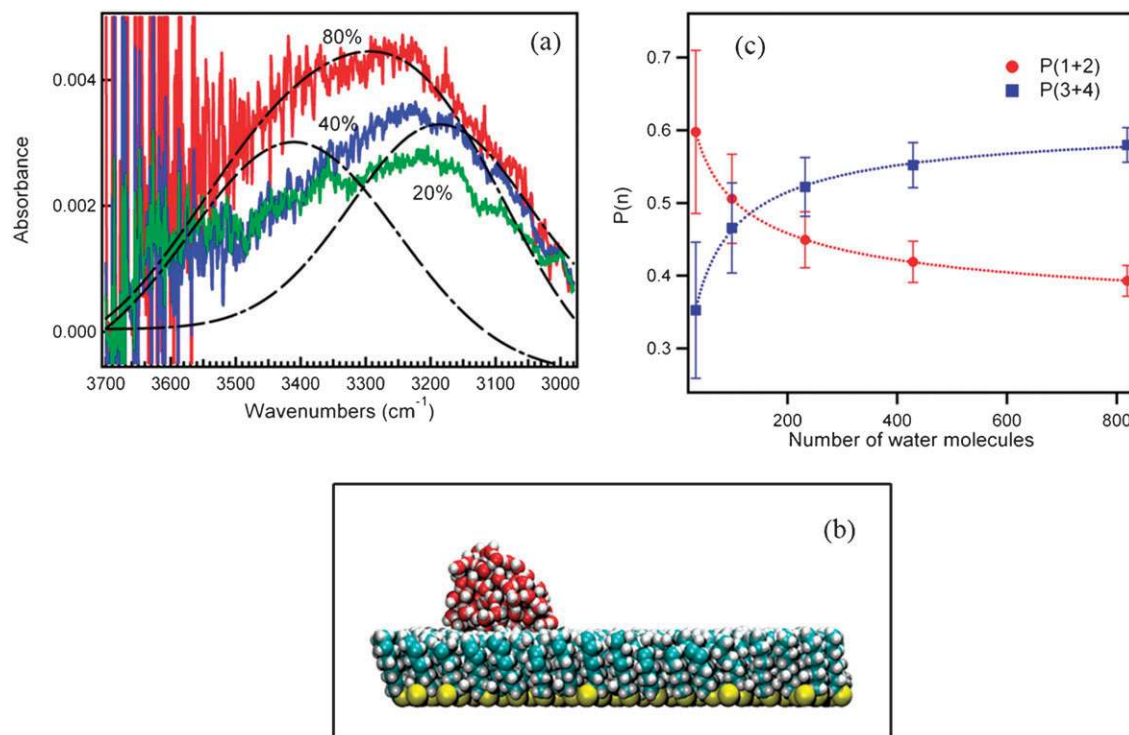 (a)
80%
40%
20%
0.004
0.002
0.000
Absorbance
3700 3600 3500 3400 3300 3200 3100 3000
Wavenumbers (cm⁻¹)
(c)
P(1+2)
P(3+4)
0.7
0.6
0.5
0.4
0.3
P(n)
200 400 600 800
Number of water molecules
(b)